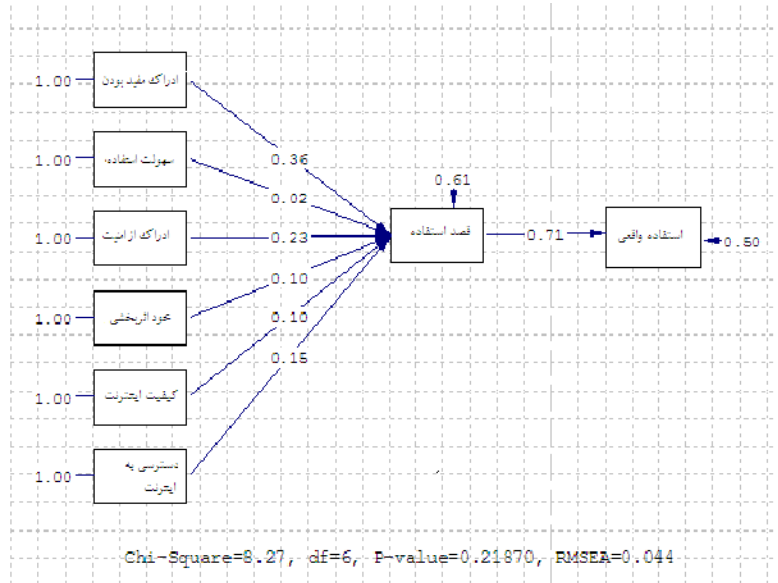 1.00
ادراک مفید بودن
0.36
1.00
سهولت استفاده
0.02
1.00
ادراک از امنیت
0.23
1.00
خود اثربخشی
0.10
1.00
کیفیت اینترنت
0.10
1.00
دسترسی به
اینترنت
0.15
0.61
قصد استفاده
0.71
استفاده واقعی
0.50
Chi-Square=8.27, df=6, P-value=0.21870, RMSEA=0.044